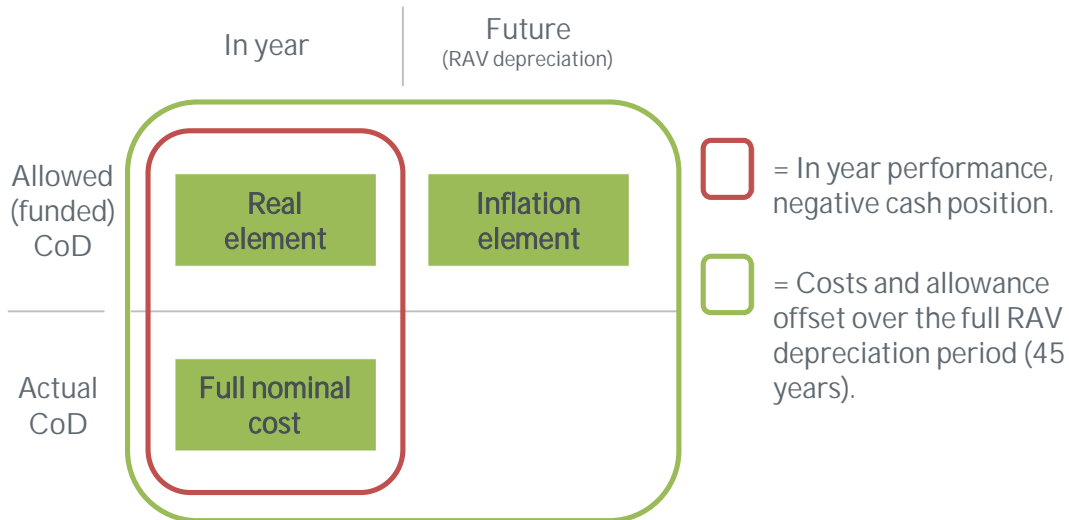 In year
Future
(RAV depreciation)
Allowed
(funded)
CoD
Real
element
Inflation
element
= In year performance,
negative cash position.
= Costs and allowance
offset over the full RAV
depreciation period (45
years).
Actual
CoD
Full nominal
cost